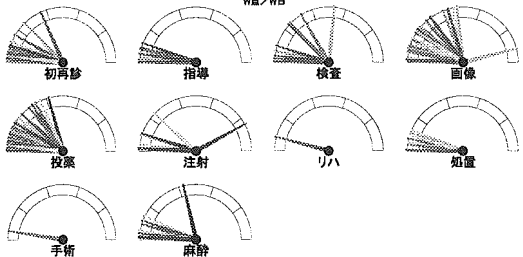 初再診 指導 検査 画像
投薬 注射 リハ 処置
手術 麻酔